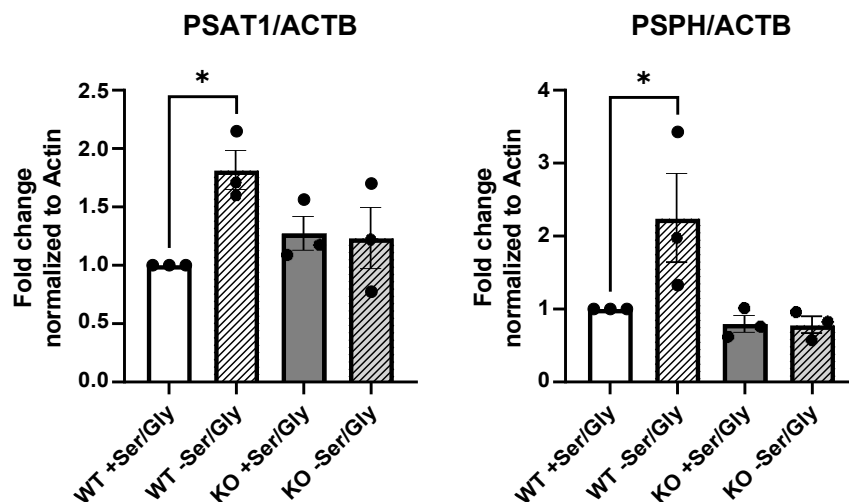 PSAT1/ACTB
Fold change
normalized to Actin
2.5
2.0
1.5
1.0
0.5
0.0
*
WT +Ser/Gly
WT -Ser/Gly
KO +Ser/Gly
KO -Ser/Gly
PSPH/ACTB
Fold change
normalized to Actin
4
3
2
1
0
*
WT +Ser/Gly
WT -Ser/Gly
KO +Ser/Gly
KO -Ser/Gly